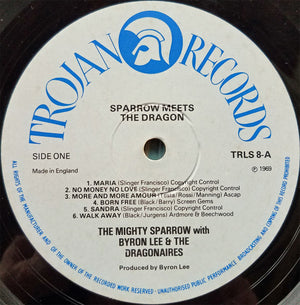 TROJAN RECORDS
SPARROW MEETS
THE DRAGON
SIDE ONE
TRLS 8-A
Made in England
℗ 1969
1. MARIA (Slinger Francisco) Copyright Control
2. NO MONEY NO LOVE (Slinger Francisco) Copyright Control
3. MORE AND MORE AMOUR (Tista/Rossi/Manning) Ascap
4. BORN FREE (Black/Barry) Screen Gems
5. SANDRA (Slinger Francisco) Copyright Control
6. WALK AWAY (Black/Jurgens) Ardmore & Beechwood
THE MIGHTY SPARROW with
BYRON LEE & THE
DRAGONAIRES
Produced by Byron Lee
ALL RIGHTS OF THE MANUFACTURER AND OF THE OWNER OF THE RECORDED WORK RESERVED · UNAUTHORISED PUBLIC PERFORMANCE BROADCASTING AND COPYING OF THIS RECORD PROHIBITED